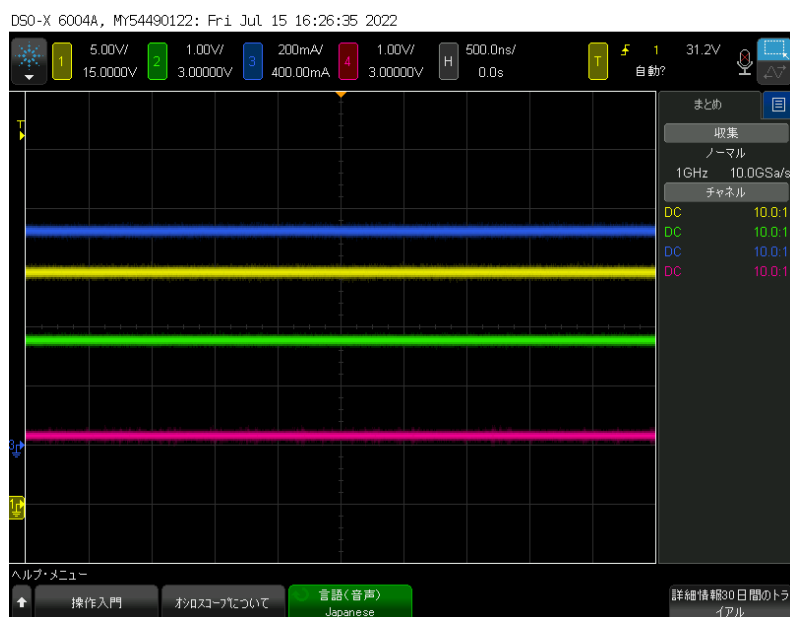 DSO-X 6004A, MY54490122: Fri Jul 15 16:26:35 2022
1 5.00V/ 2 1.00V/ 3 200mA/ 4 1.00V/ H 500.0ns/ T 1 31.2V
15.0000V 3.00000V 400.00mA 3.00000V 0.0s 自動?
T
まとめ
収集
ノーマル
1GHz 10.0GSa/s
チャネル
DC 10.0:1
DC 10.0:1
DC 10.0:1
DC 10.0:1
3
1
ヘルプ・メニュー
操作入門 オシロスコープについて 言語(音声) 詳細情報30日間のトラ
Japanese イアル